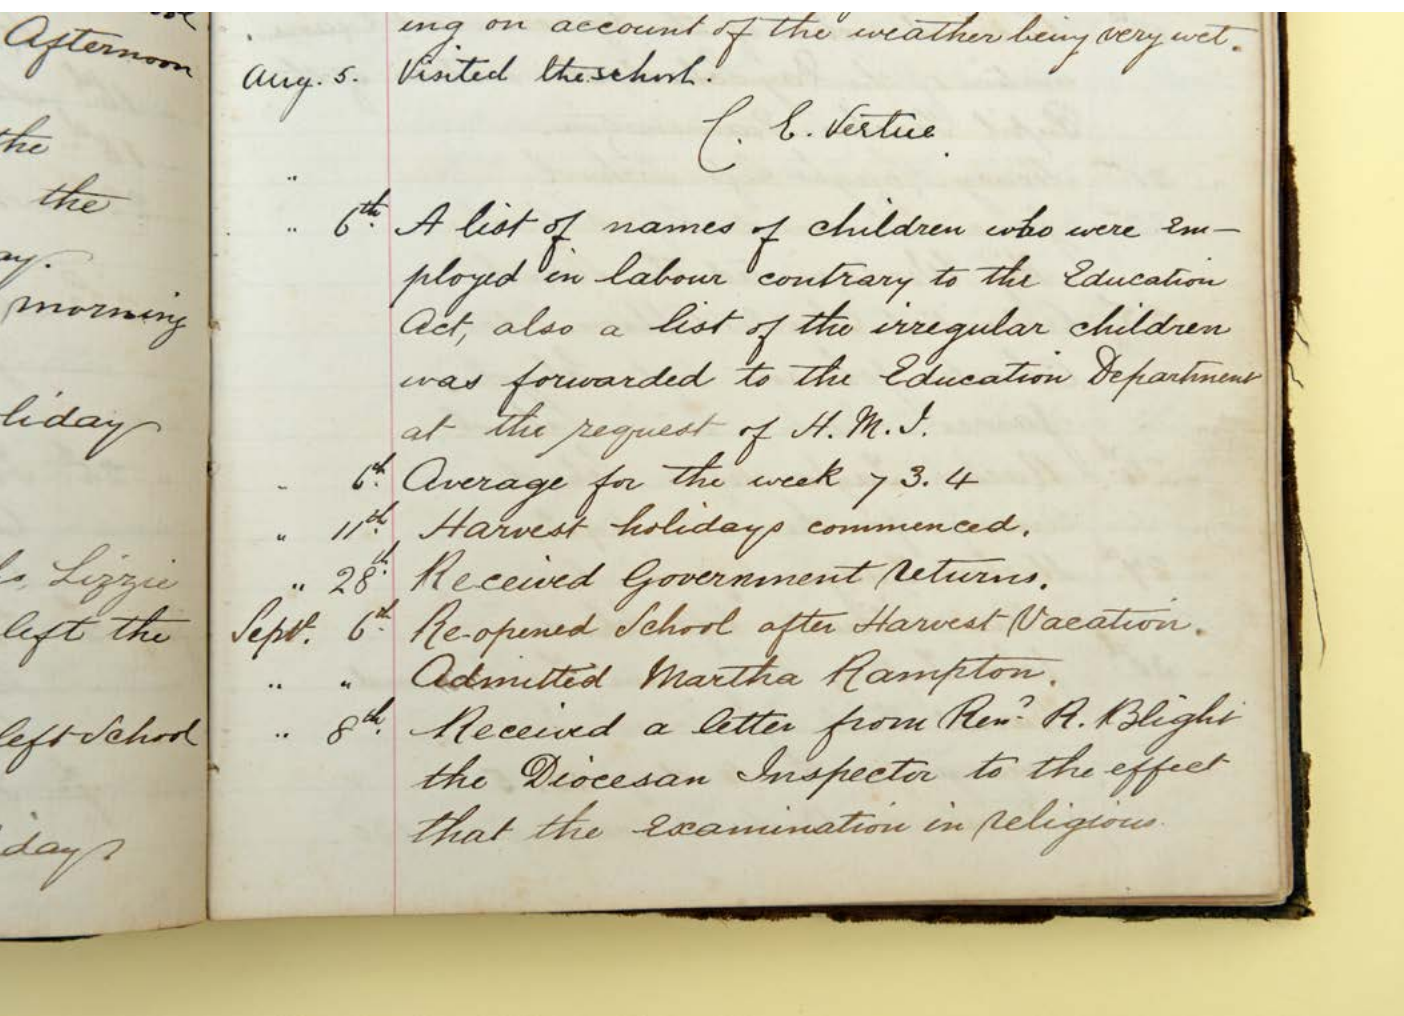 Afternoon
the
the
morning
liday
Lizzie
left the
left School
ing on account of the weather being very wet.
Aug. 5. Visited the school.
C. E. Vertue
"
" 6th. A list of names of children who were em-
ployed in labour contrary to the Education
Act, also a list of the irregular children
was forwarded to the Education Department
at the request of H. M. I.
" 6th. Average for the week 73.4
" 11th. Harvest holidays commenced.
" 28th. Received Government returns.
Sept. 6th. Re-opened School after Harvest Vacation.
" " Admitted Martha Rampton.
" 8th. Received a letter from Revd. R. Blight
the Diocesan Inspector to the effect
that the Examination in religious